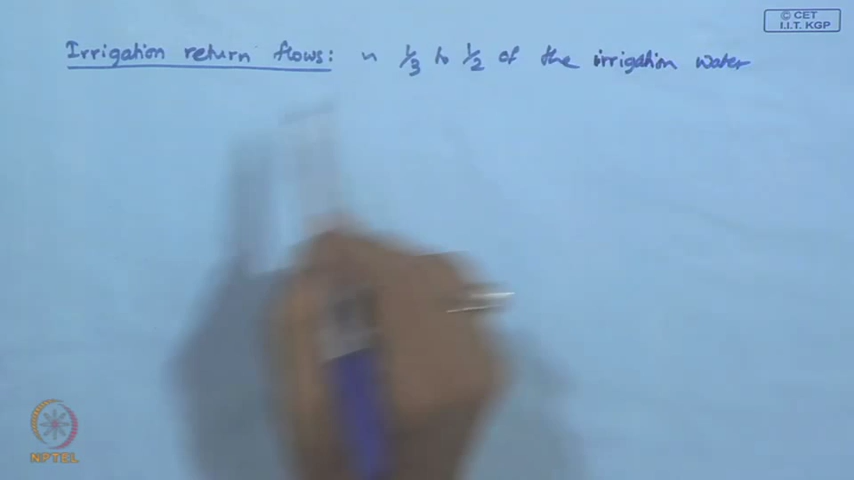 © CET
I.I.T. KGP
Irrigation return flows: ~ 1/3 to 1/2 of the irrigation water
NPTEL